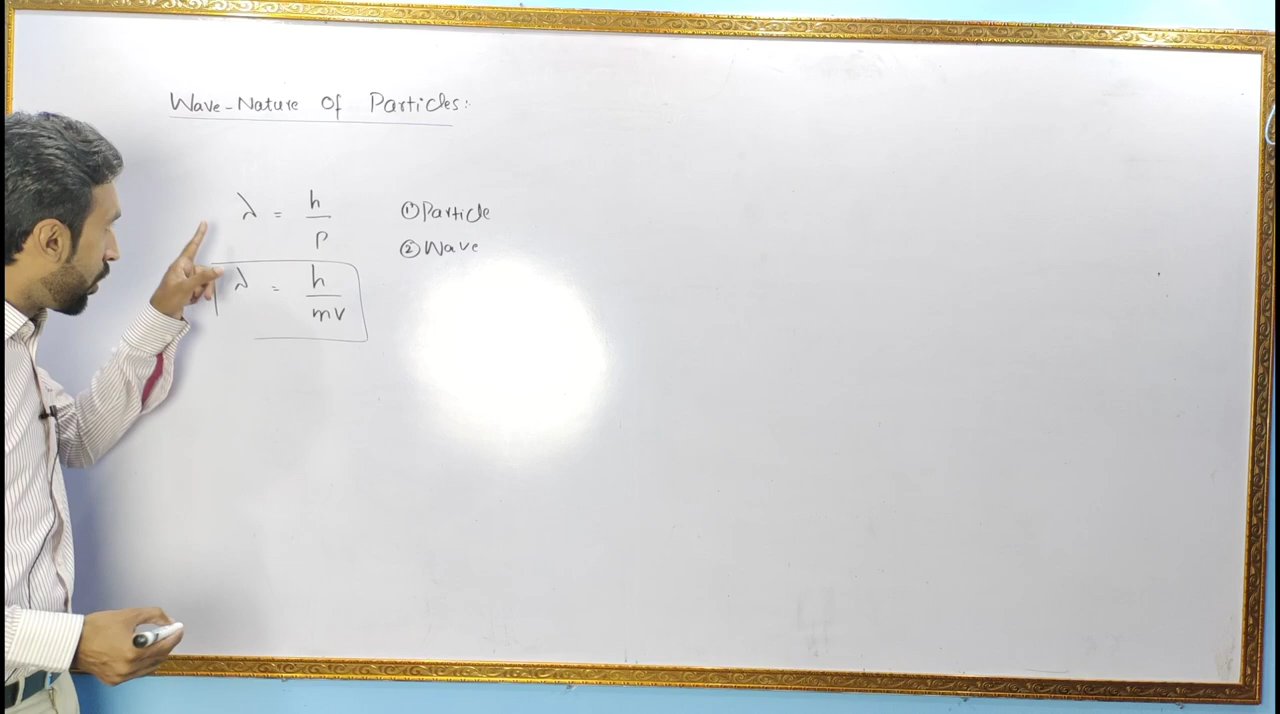 Wave-Nature Of Particles:
λ = h/p
① Particle
② Wave
λ = h/mv